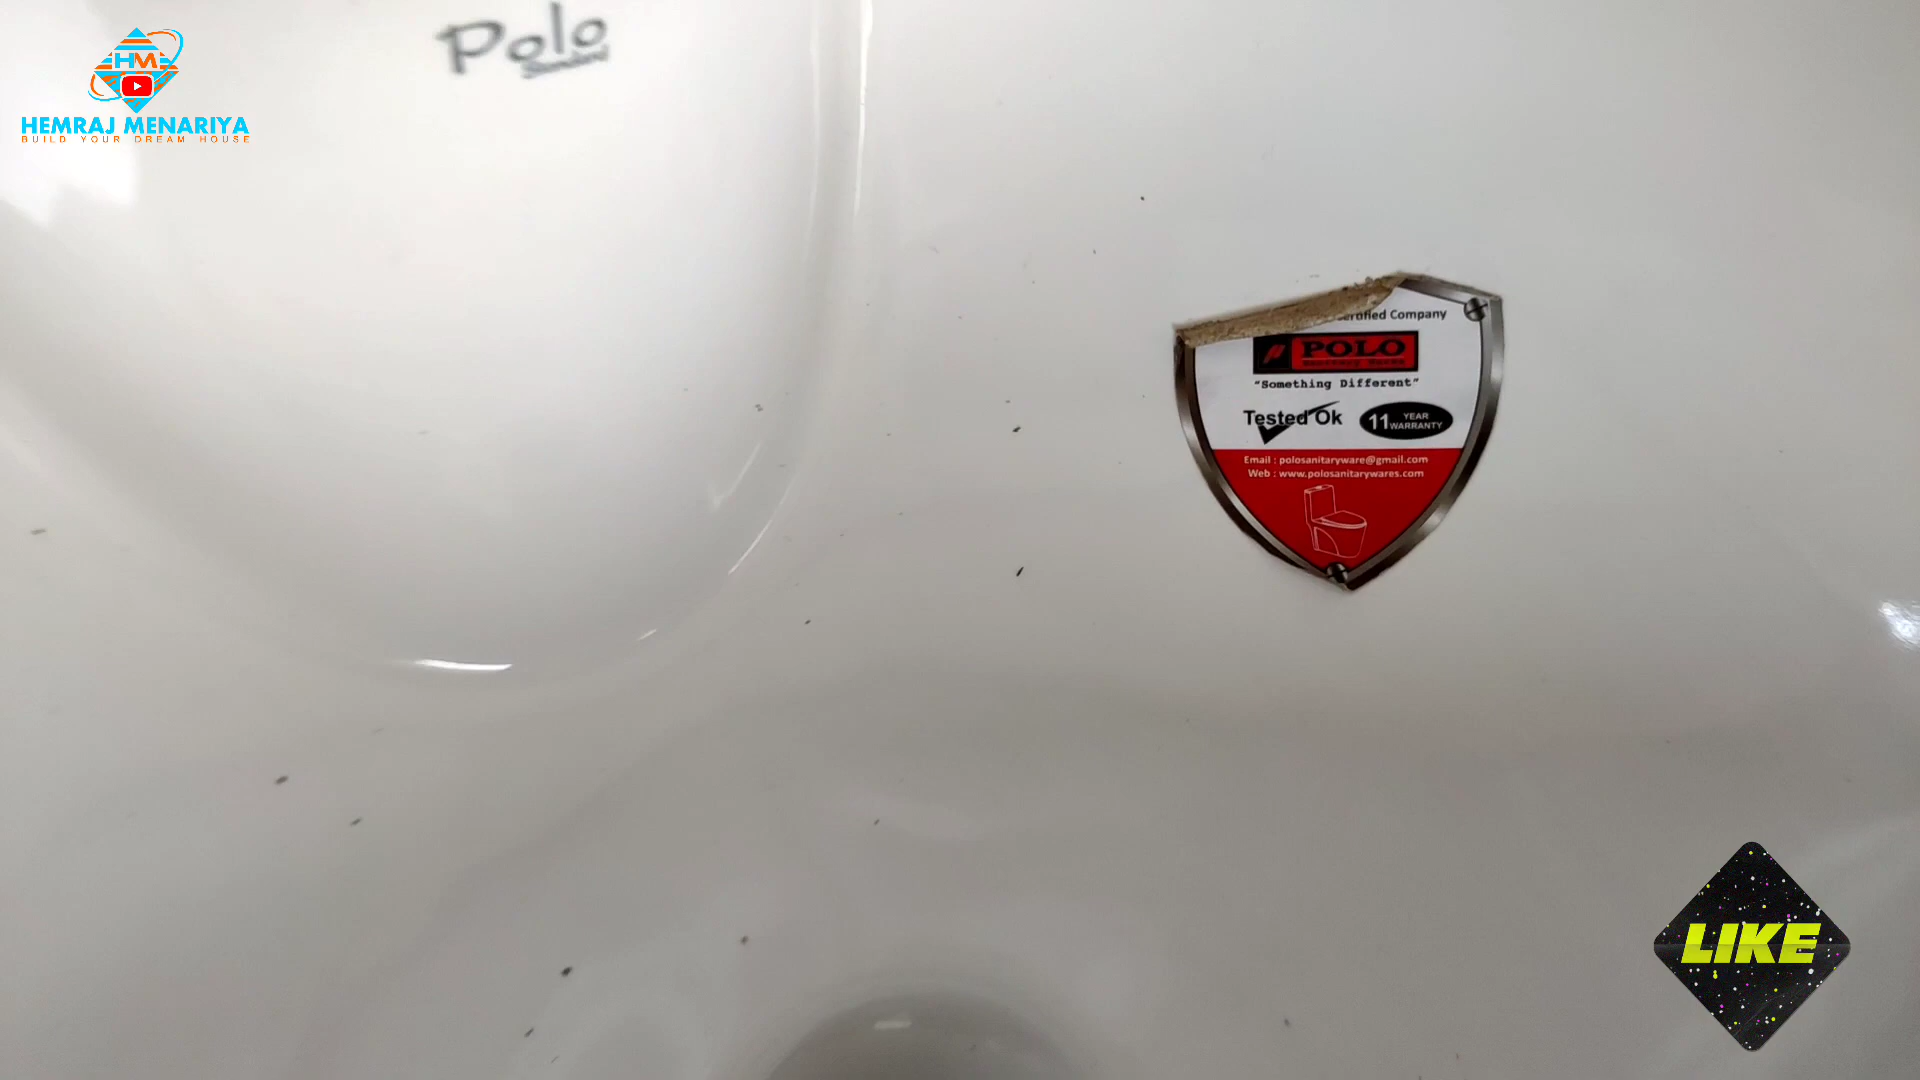 HM
HEMRAJ MENARIYA
BUILD YOUR DREAM HOUSE
Polo
Certified Company
POLO
"Something Different"
Tested Ok
11 YEAR
WARRANTY
Email : polosanitaryware@gmail.com
Web : www.polosanitarywares.com
LIKE